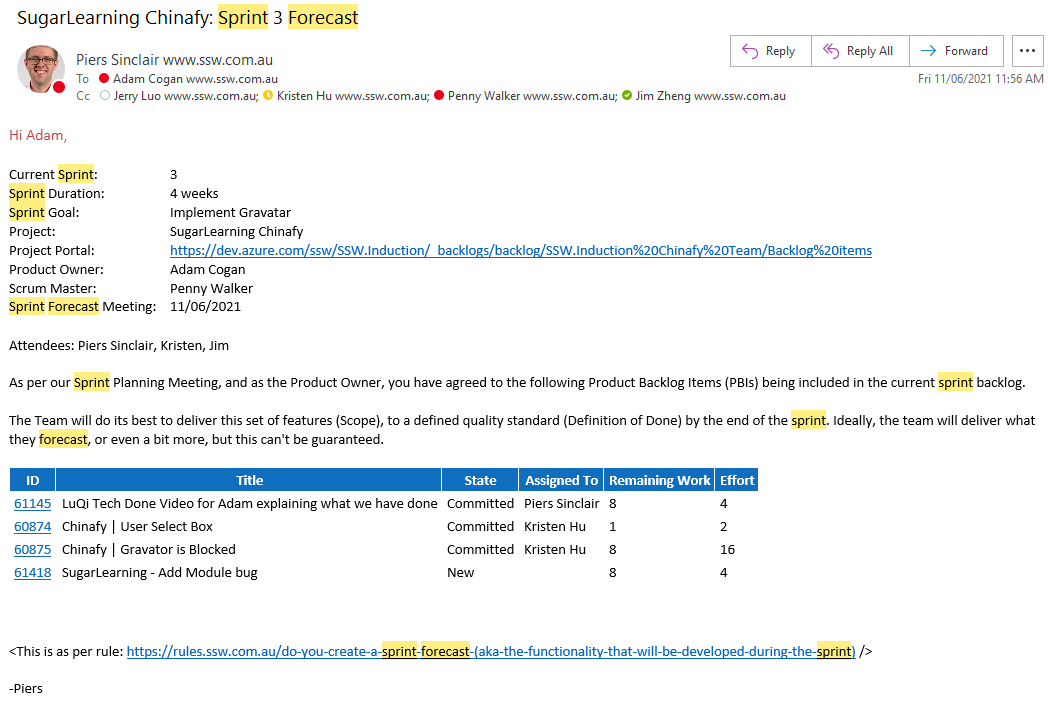 SugarLearning Chinafy: Sprint 3 Forecast
Piers Sinclair www.ssw.com.au
To Adam Cogan www.ssw.com.au
Cc Jerry Luo www.ssw.com.au; Kristen Hu www.ssw.com.au; Penny Walker www.ssw.com.au; Jim Zheng www.ssw.com.au
Reply Reply All Forward ...
Fri 11/06/2021 11:56 AM
Hi Adam,
Current Sprint: 3
Sprint Duration: 4 weeks
Sprint Goal: Implement Gravatar
Project: SugarLearning Chinafy
Project Portal: https://dev.azure.com/ssw/SSW.Induction/_backlogs/backlog/SSW.Induction%20Chinafy%20Team/Backlog%20items
Product Owner: Adam Cogan
Scrum Master: Penny Walker
Sprint Forecast Meeting: 11/06/2021
Attendees: Piers Sinclair, Kristen, Jim
As per our Sprint Planning Meeting, and as the Product Owner, you have agreed to the following Product Backlog Items (PBIs) being included in the current sprint backlog.
The Team will do its best to deliver this set of features (Scope), to a defined quality standard (Definition of Done) by the end of the sprint. Ideally, the team will deliver what
they forecast, or even a bit more, but this can't be guaranteed.
ID Title State Assigned To Remaining Work Effort
61145 LuQi Tech Done Video for Adam explaining what we have done Committed Piers Sinclair 8 4
60874 Chinafy | User Select Box Committed Kristen Hu 1 2
60875 Chinafy | Gravator is Blocked Committed Kristen Hu 8 16
61418 SugarLearning - Add Module bug New 8 4
<This is as per rule: https://rules.ssw.com.au/do-you-create-a-sprint-forecast-(aka-the-functionality-that-will-be-developed-during-the-sprint) />
-Piers